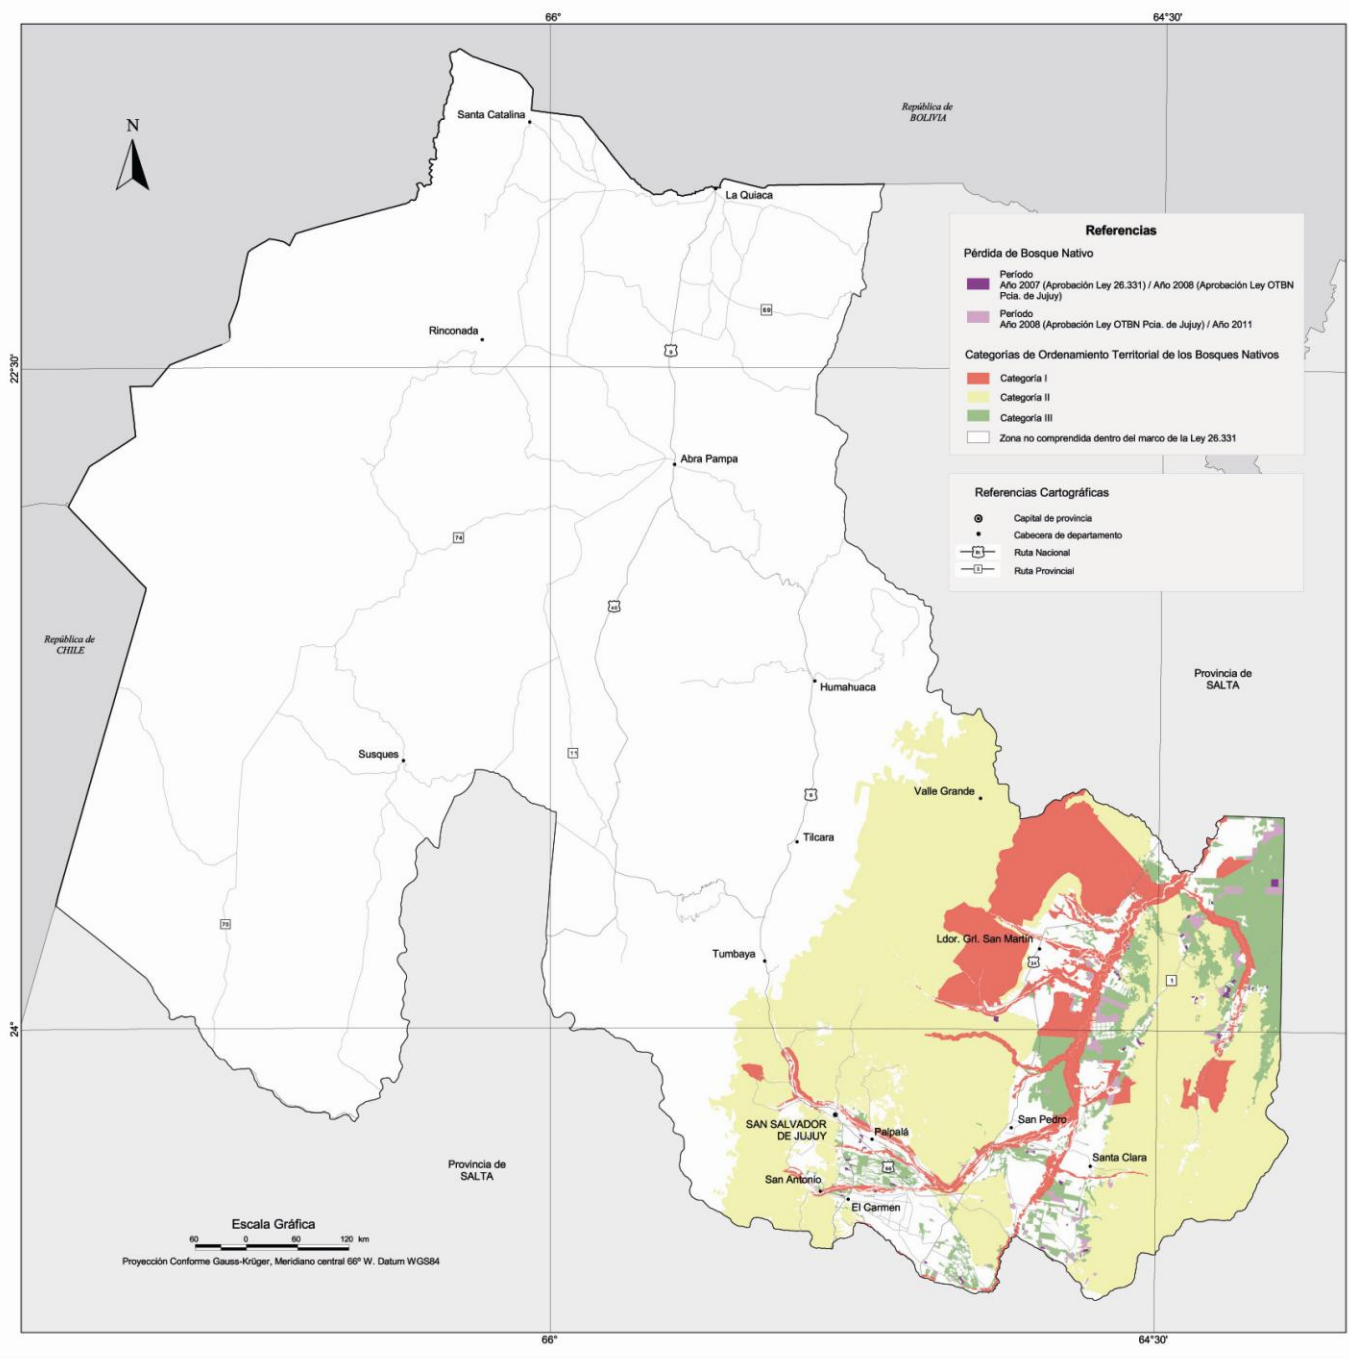 66°
64°30'
República de
BOLIVIA
N
Santa Catalina
La Quiaca
Referencias
Pérdida de Bosque Nativo
Período
Año 2007 (Aprobación Ley 26.331) / Año 2008 (Aprobación Ley OTBN
Pcia. de Jujuy)
Período
Año 2008 (Aprobación Ley OTBN Pcia. de Jujuy) / Año 2011
69
Rinconada
9
22°30'
Categorías de Ordenamiento Territorial de los Bosques Nativos
Categoría I
Categoría II
Categoría III
Zona no comprendida dentro del marco de la Ley 26.331
Abra Pampa
Referencias Cartográficas
Capital de provincia
Cabecera de departamento
Ruta Nacional
Ruta Provincial
74
40
República de
CHILE
Humahuaca
Provincia de
SALTA
Susques
11
9
Valle Grande
Tilcara
70
Tumbaya
Ldor. Grl. San Martín
34
1
24°
SAN SALVADOR
DE JUJUY
Palpalá
San Pedro
Santa Clara
66
San Antonio
El Carmen
Provincia de
SALTA
Escala Gráfica
60 0 60 120 km
Proyección Conforme Gauss-Krüger, Meridiano central 66º W. Datum WGS84
66°
64°30'